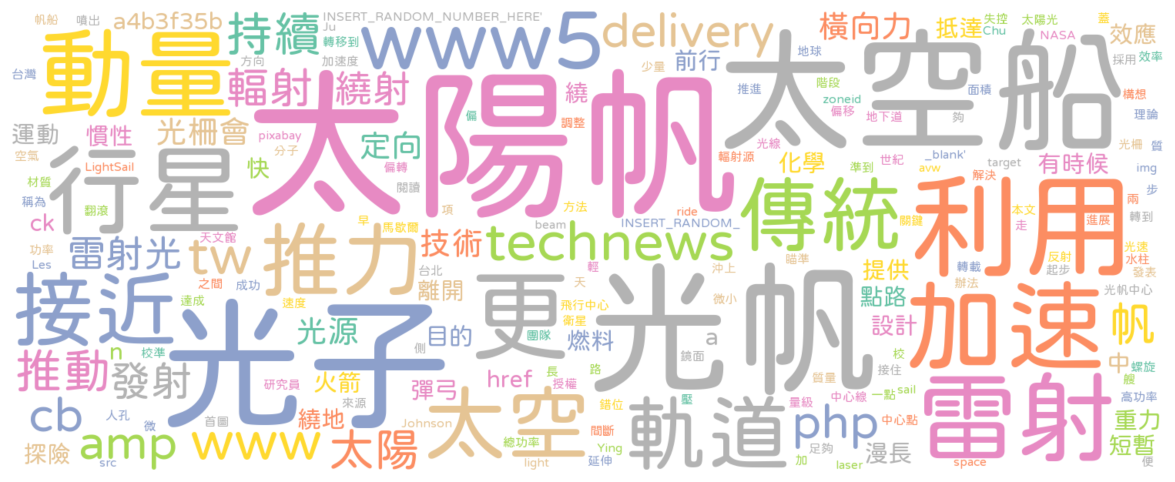 帆船 噴出 a4b3f35b INSERT_RANDOM_NUMBER_HERE'
Ju
持續 轉移到 www5 delivery 橫向力 抵達 失控 太陽光 蓋
Chu NASA 效應
動量 方向 加速度 少量 前行 地球 太空船 採用 效率
台灣 輻射 繞射 繞 推進 階段 面積 構想
zoneid 偏移 地下道 夠 理論
運動 慣性 光柵會 pixabay 定向 偏 調整 太陽帆 光線 光柵 質
空氣 分子 偏轉 輻射源 化學 世紀 準到 _blank' 有時候
LightSail 快 閱讀 avw target img
材質 行星 解決 步
稱為 翻滾 項 ride 方法 傳統 關鍵 利用 本文 兩 進展
ck 早 馬歇爾 INSERT_RANDOM_ beam 走 轉到
功率 雷射光 天文館 tw 推力 技術 technews 瞄準 反射 光速 水柱
Les 之間 成功 台北 輕 沖上 提供 轉載 起步 發表
接近 達成 速度 離開 天 微小 辦法 光帆中心
飛行中心 衛星 點路 加速 帆
光子 光源 目的 團隊 燃料 更 光帆 a 設計 中 螺旋
n 校準 側 鏡面 校 艘
推動 發射 研究員 火箭 彈弓 href 長 授權 路 質量 接住 雷射
來源 量級 中心線 一點 sail 高功率
cb 人孔 微 首圖 繞地 Johnson 太空 錯位 壓 軌道 php 中心點 重力
amp www 太陽 總功率 間斷 Ying 足夠 漫長 短暫
探險 src light 延伸 加 laser space 便